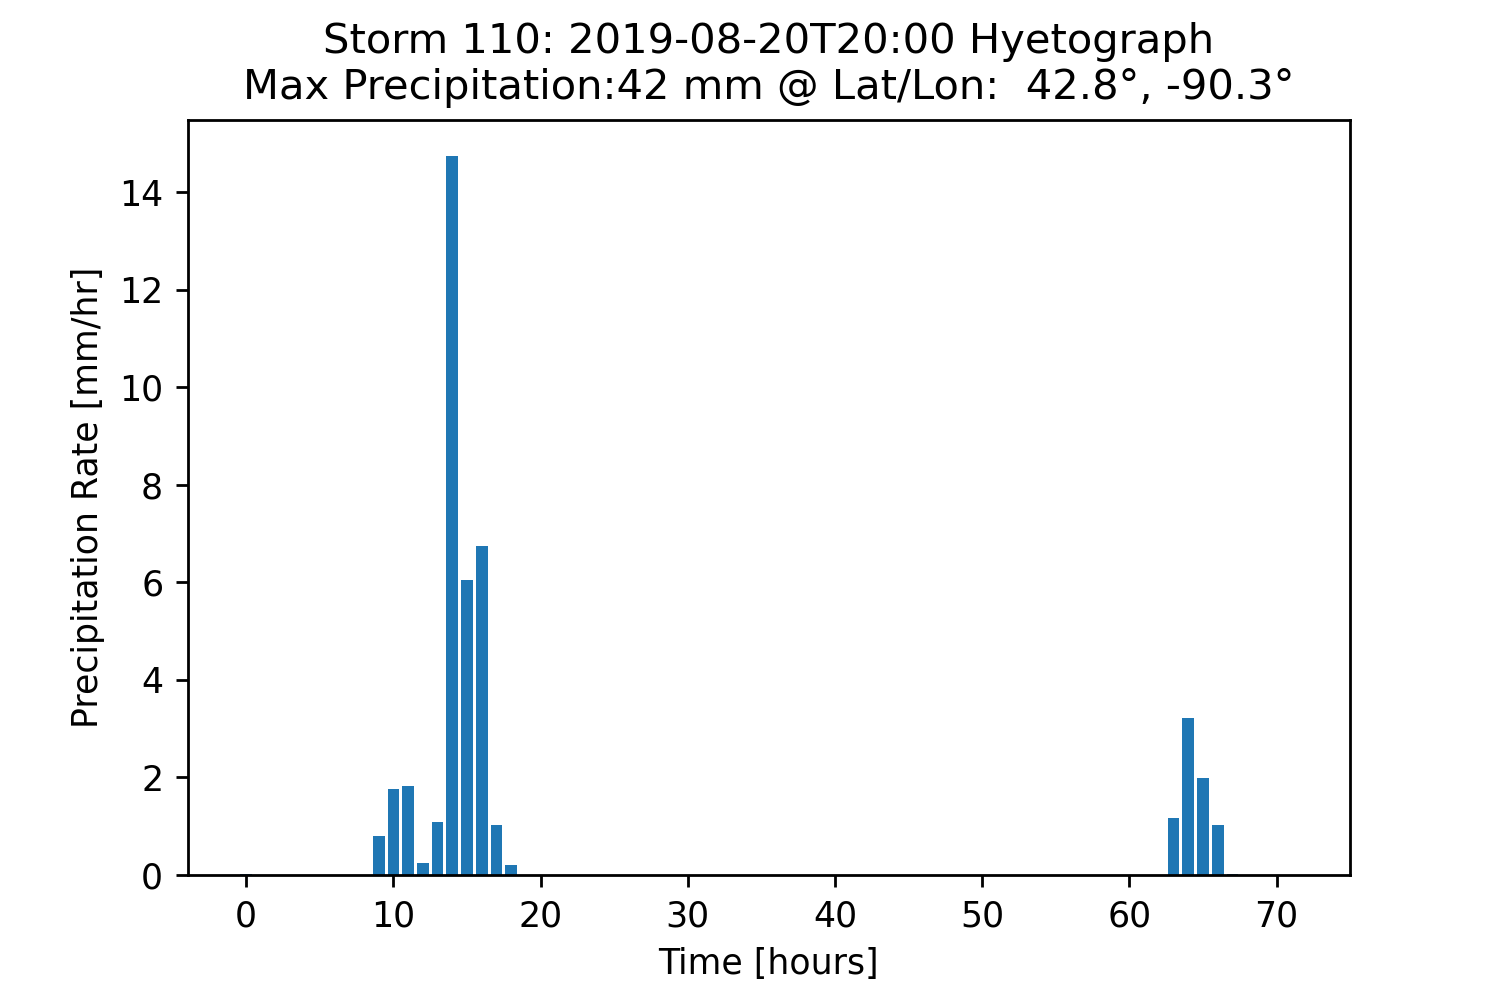 Storm 110: 2019-08-20T20:00 Hyetograph
Max Precipitation:42 mm @ Lat/Lon:  42.8°, -90.3°
Precipitation Rate [mm/hr]
14
12
10
8
6
4
2
0
0 10 20 30 40 50 60 70
Time [hours]